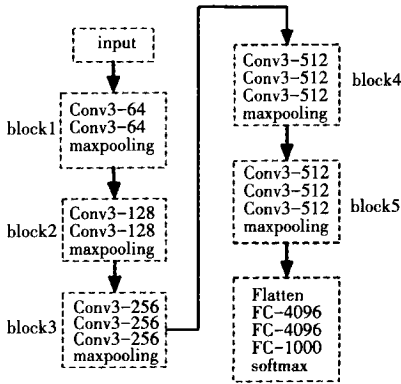 input
block1
Conv3-64
Conv3-64
maxpooling
block2
Conv3-128
Conv3-128
maxpooling
block3
Conv3-256
Conv3-256
Conv3-256
maxpooling
Conv3-512
Conv3-512
Conv3-512
maxpooling
block4
Conv3-512
Conv3-512
Conv3-512
maxpooling
block5
Flatten
FC-4096
FC-4096
FC-1000
softmax